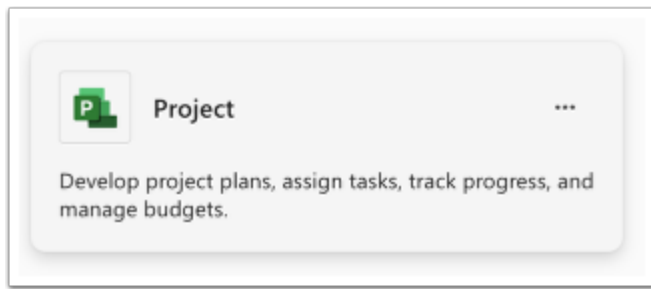 P
Project
Develop project plans, assign tasks, track progress, and
manage budgets.